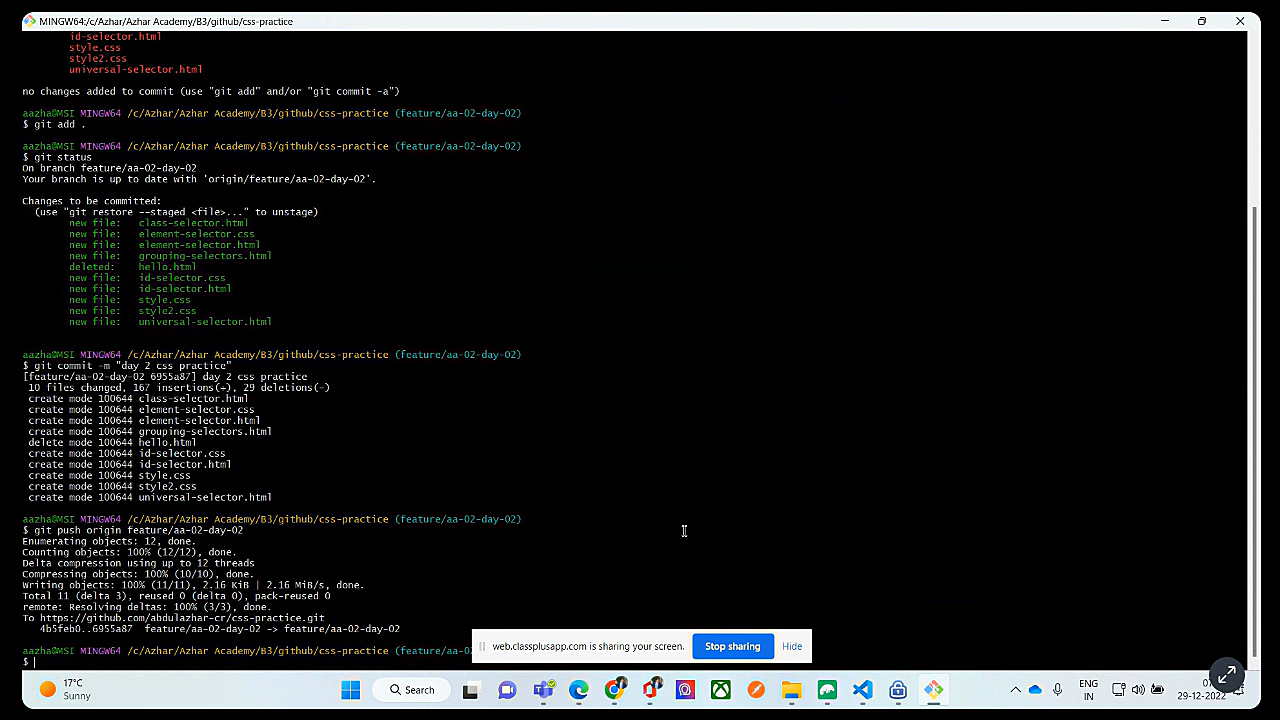 MINGW64:/c/Azhar/Azhar Academy/B3/github/css-practice
id-selector.html
style.css
style2.css
universal-selector.html
no changes added to commit (use "git add" and/or "git commit -a")
aazha@MSI MINGW64 /c/Azhar/Azhar Academy/B3/github/css-practice (feature/aa-02-day-02)
$ git add .
aazha@MSI MINGW64 /c/Azhar/Azhar Academy/B3/github/css-practice (feature/aa-02-day-02)
$ git status
On branch feature/aa-02-day-02
Your branch is up to date with 'origin/feature/aa-02-day-02'.
Changes to be committed:
(use "git restore --staged <file>..." to unstage)
new file: class-selector.html
new file: element-selector.css
new file: element-selector.html
new file: grouping-selectors.html
deleted: hello.html
new file: id-selector.css
new file: id-selector.html
new file: style.css
new file: style2.css
new file: universal-selector.html
aazha@MSI MINGW64 /c/Azhar/Azhar Academy/B3/github/css-practice (feature/aa-02-day-02)
$ git commit -m "day 2 css practice"
[feature/aa-02-day-02 6955a87] day 2 css practice
10 files changed, 167 insertions(+), 29 deletions(-)
create mode 100644 class-selector.html
create mode 100644 element-selector.css
create mode 100644 element-selector.html
create mode 100644 grouping-selectors.html
delete mode 100644 hello.html
create mode 100644 id-selector.css
create mode 100644 id-selector.html
create mode 100644 style.css
create mode 100644 style2.css
create mode 100644 universal-selector.html
aazha@MSI MINGW64 /c/Azhar/Azhar Academy/B3/github/css-practice (feature/aa-02-day-02)
$ git push origin feature/aa-02-day-02
Enumerating objects: 12, done.
Counting objects: 100% (12/12), done.
Delta compression using up to 12 threads
Compressing objects: 100% (10/10), done.
Writing objects: 100% (11/11), 2.16 KiB | 2.16 MiB/s, done.
Total 11 (delta 3), reused 0 (delta 0), pack-reused 0
remote: Resolving deltas: 100% (3/3), done.
To https://github.com/abdulazhar-cr/css-practice.git
4b5feb0..6955a87 feature/aa-02-day-02 -> feature/aa-02-day-02
aazha@MSI MINGW64 /c/Azhar/Azhar Academy/B3/github/css-practice (feature/aa-02-
$
web.classplusapp.com is sharing your screen.
Stop sharing
Hide
17°C
Sunny
Search
ENG
IN
29-12-2022